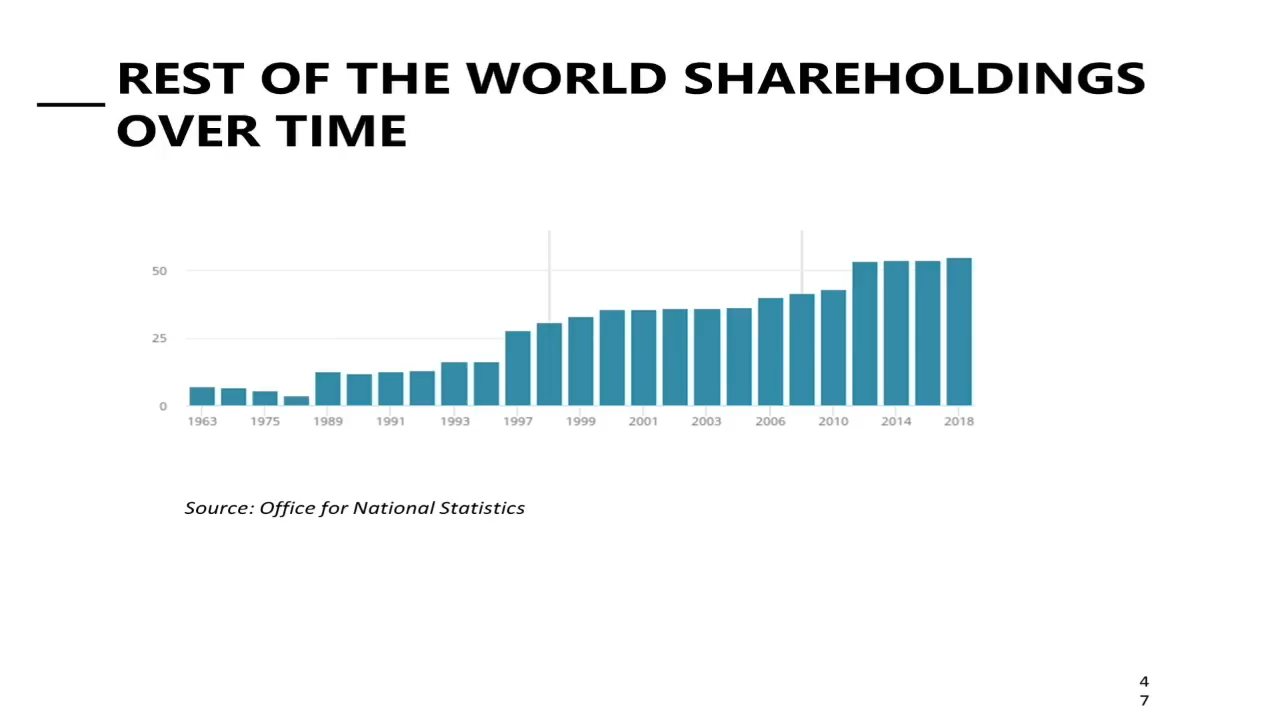 REST OF THE WORLD SHAREHOLDINGS
OVER TIME
50
25
0
1963 1975 1989 1991 1993 1997 1999 2001 2003 2006 2010 2014 2018
Source: Office for National Statistics
4
7